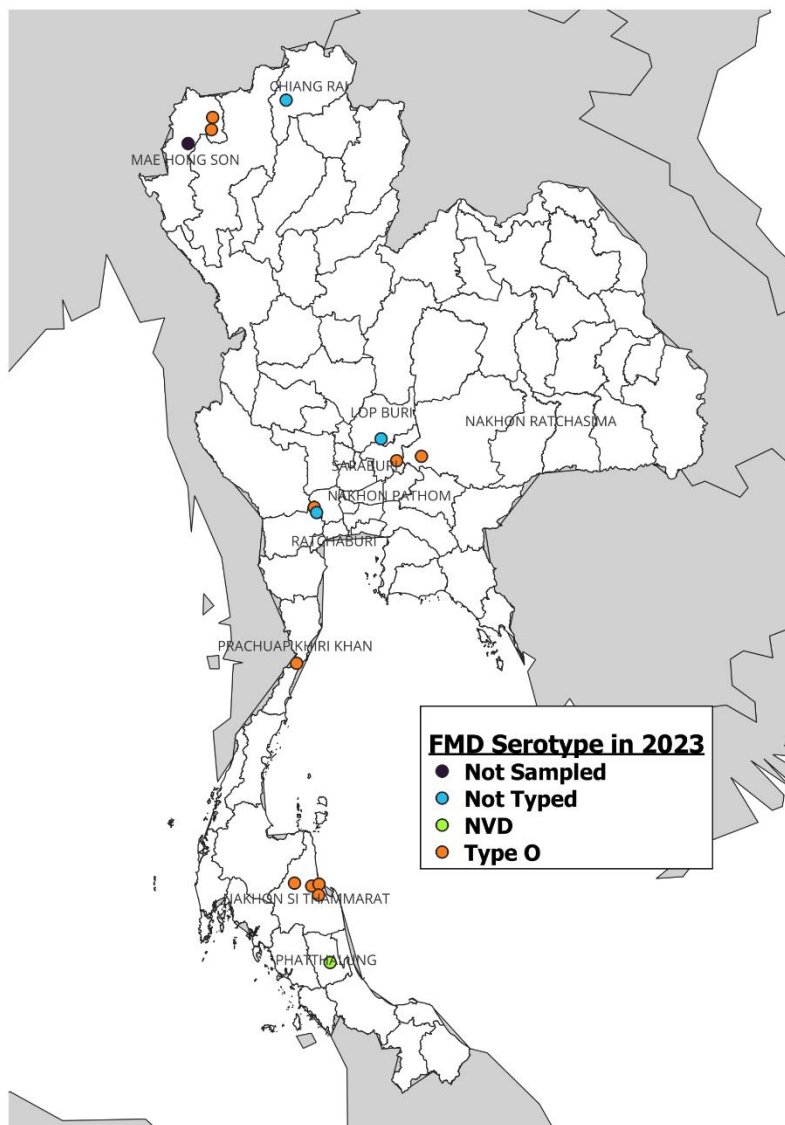 CHIANG RAI
MAE HONG SON
LOP BURI
NAKHON RATCHASIMA
SARABURI
NAKHON PATHOM
RATCHABURI
PRACHUAP KHIRI KHAN
FMD Serotype in 2023
Not Sampled
Not Typed
NVD
Type O
NAKHON SI THAMMARAT
PHATTHALUNG